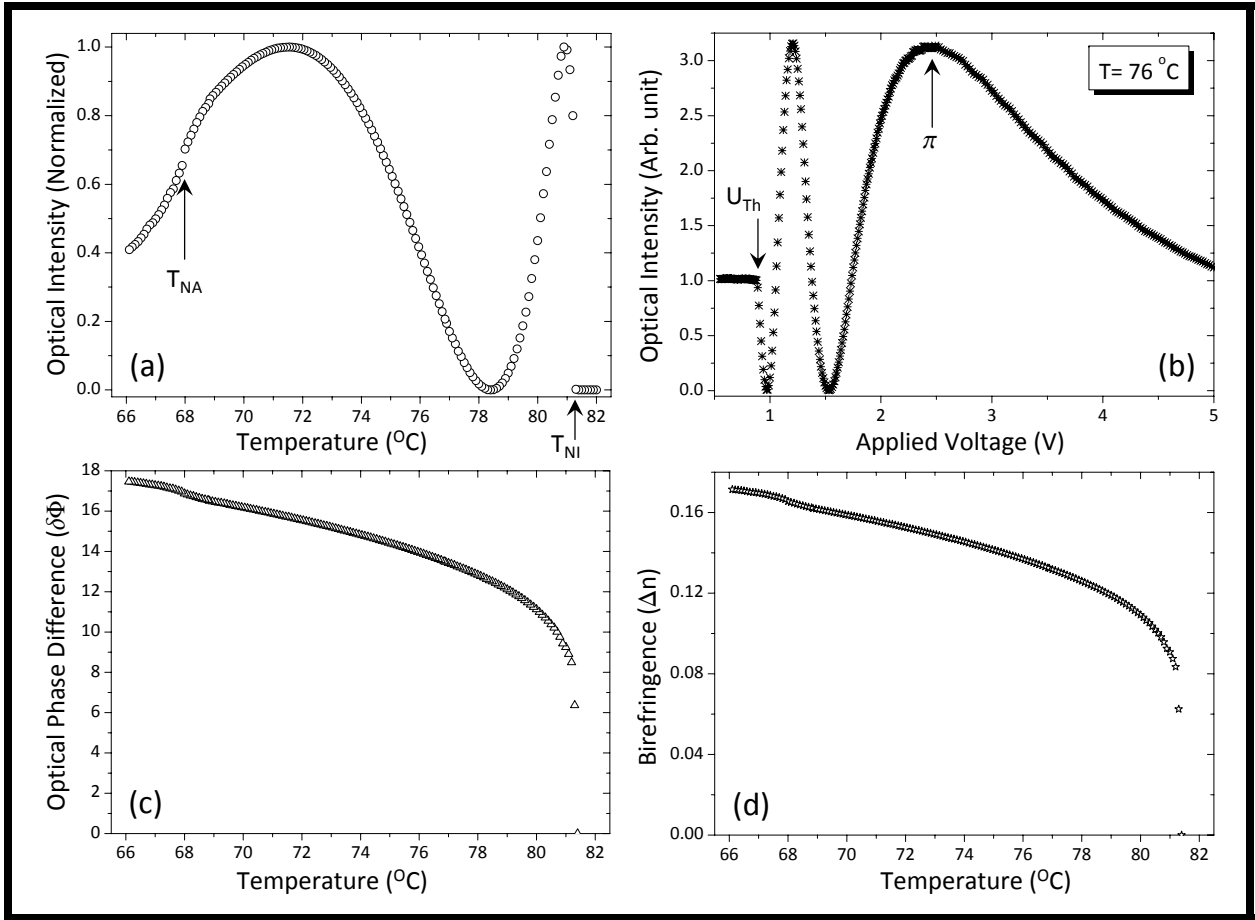 Optical Intensity (Normalized)
1.0
0.8
0.6
0.4
0.2
0.0
T_NA
(a)
66 68 70 72 74 76 78 80 82
Temperature (ᴼC)
T_NI
Optical Intensity (Arb. unit)
3.0
2.5
2.0
1.5
1.0
0.5
0.0
T= 76 °C
π
U_Th
(b)
1 2 3 4 5
Applied Voltage (V)
Optical Phase Difference (δΦ)
18
16
14
12
10
8
6
4
2
0
(c)
66 68 70 72 74 76 78 80 82
Temperature (ᴼC)
Birefringence (Δn)
0.16
0.12
0.08
0.04
0.00
(d)
66 68 70 72 74 76 78 80 82
Temperature (ᴼC)